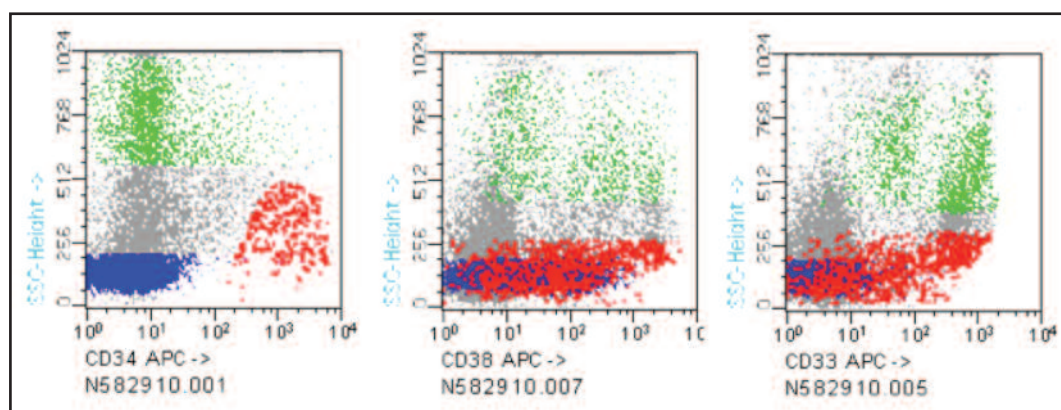 1024
768
512
256
0
SSC-Height ->
10⁰ 10¹ 10² 10³ 10⁴
CD34 APC ->
N582910.001
1024
768
512
256
0
SSC-Height ->
10⁰ 10¹ 10² 10³ 10
CD38 APC ->
N582910.007
1024
768
512
256
0
SSC-Height ->
10⁰ 10¹ 10² 10³ 10⁴
CD33 APC ->
N582910.005